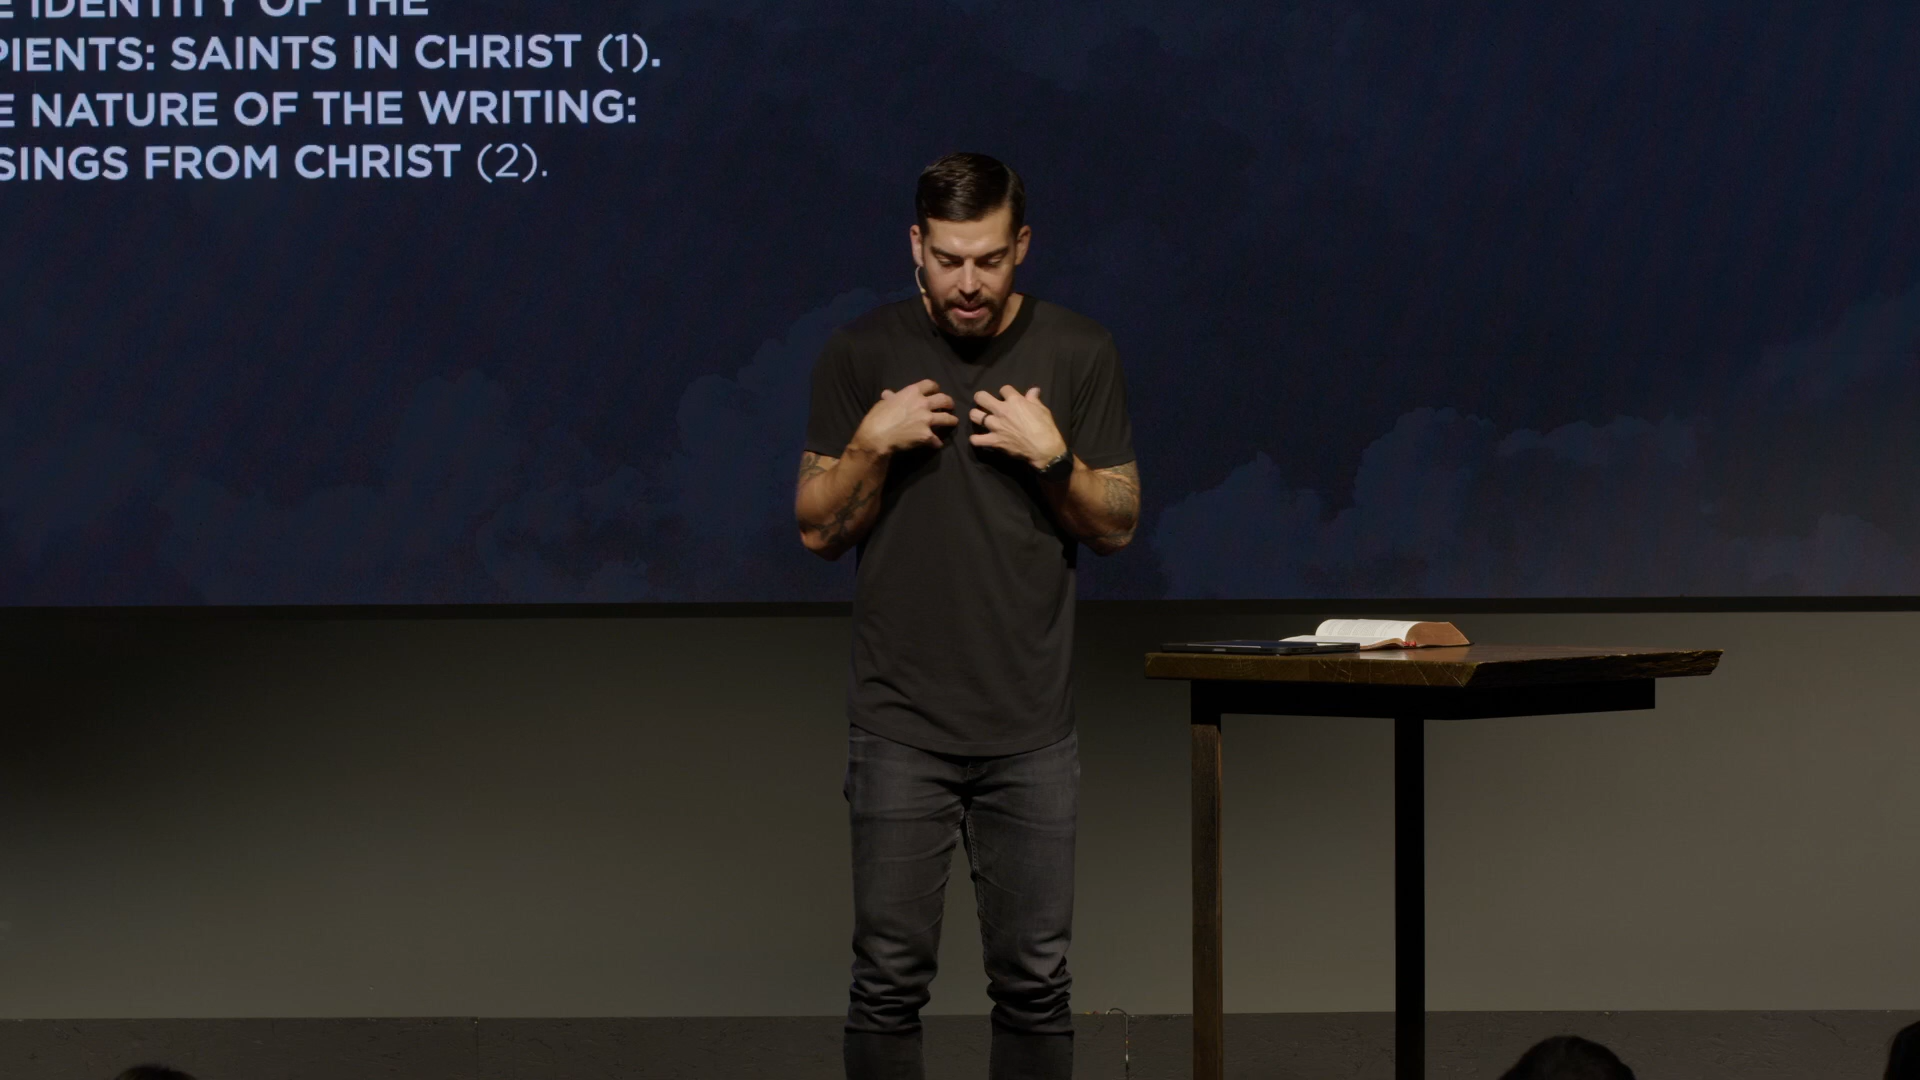 E IDENTITY OF THE
PIENTS: SAINTS IN CHRIST (1).
E NATURE OF THE WRITING:
SINGS FROM CHRIST (2).